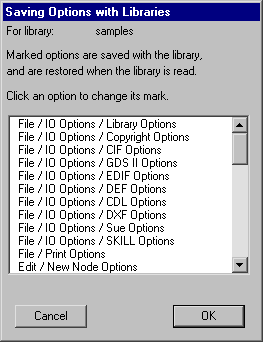 Saving Options with Libraries
For library: samples
Marked options are saved with the library,
and are restored when the library is read.
Click an option to change its mark.
File / IO Options / Library Options
File / IO Options / Copyright Options
File / IO Options / CIF Options
File / IO Options / GDS II Options
File / IO Options / EDIF Options
File / IO Options / DEF Options
File / IO Options / CDL Options
File / IO Options / DXF Options
File / IO Options / Sue Options
File / IO Options / SKILL Options
File / Print Options
Edit / New Node Options
Cancel OK